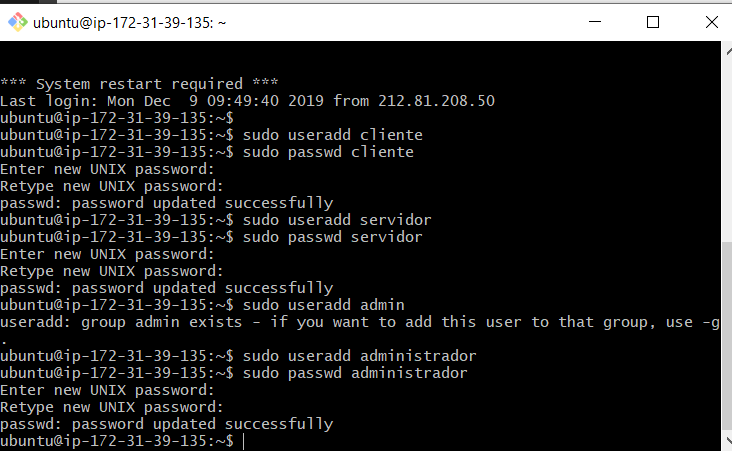 ubuntu@ip-172-31-39-135: ~
*** System restart required ***
Last login: Mon Dec  9 09:49:40 2019 from 212.81.208.50
ubuntu@ip-172-31-39-135:~$
ubuntu@ip-172-31-39-135:~$ sudo useradd cliente
ubuntu@ip-172-31-39-135:~$ sudo passwd cliente
Enter new UNIX password:
Retype new UNIX password:
passwd: password updated successfully
ubuntu@ip-172-31-39-135:~$ sudo useradd servidor
ubuntu@ip-172-31-39-135:~$ sudo passwd servidor
Enter new UNIX password:
Retype new UNIX password:
passwd: password updated successfully
ubuntu@ip-172-31-39-135:~$ sudo useradd admin
useradd: group admin exists - if you want to add this user to that group, use -g
.
ubuntu@ip-172-31-39-135:~$ sudo useradd administrador
ubuntu@ip-172-31-39-135:~$ sudo passwd administrador
Enter new UNIX password:
Retype new UNIX password:
passwd: password updated successfully
ubuntu@ip-172-31-39-135:~$